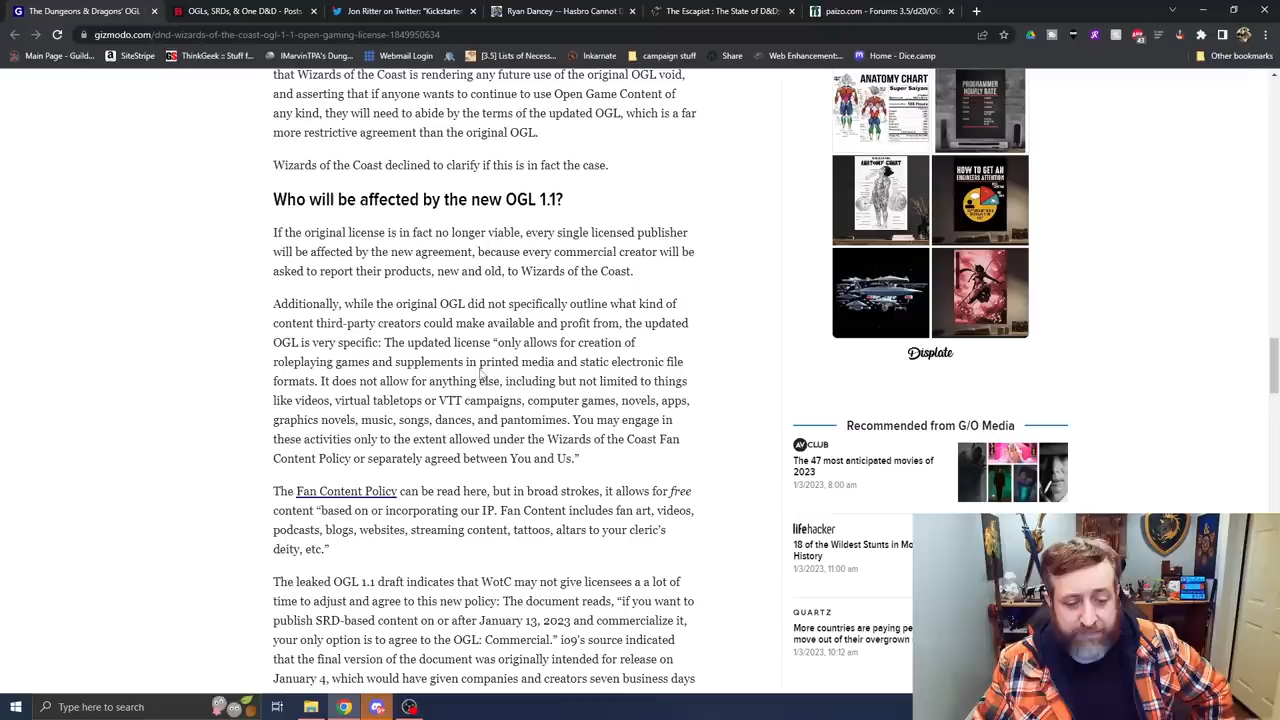 The Dungeons & Dragons' OGL
OGLS, SRDs, & One D&D - Posts
Jon Ritter on Twitter: "Kickstarte
Ryan Dancey -- Hasbro Cannot D
The Escapist : The State of D&D:
paizo.com - Forums: 3.5/d20/OG
gizmodo.com/dnd-wizards-of-the-coast-ogl-1-1-open-gaming-license-1849950634
43
Main Page - Guild...
SiteStripe
ThinkGeek :: Stuff f...
IMarvinTPA's Dung...
Webmail Login
[3.5] Lists of Necess...
Inkarnate
campaign stuff
Share
Web Enhancement:...
Home - Dice.camp
Other bookmarks
that Wizards of the Coast is rendering any future use of the original OGL void,
asserting that if anyone wants to continue to use Open Game Content of
any kind, they will need to abide by the terms of the updated OGL, which is a far
more restrictive agreement than the original OGL.
Wizards of the Coast declined to clarify if this is in fact the case.
Who will be affected by the new OGL 1.1?
If the original license is in fact no longer viable, every single licensed publisher
will be affected by the new agreement, because every commercial creator will be
asked to report their products, new and old, to Wizards of the Coast.
Additionally, while the original OGL did not specifically outline what kind of
content third-party creators could make available and profit from, the updated
OGL is very specific: The updated license “only allows for creation of
roleplaying games and supplements in printed media and static electronic file
formats. It does not allow for anything else, including but not limited to things
like videos, virtual tabletops or VTT campaigns, computer games, novels, apps,
graphics novels, music, songs, dances, and pantomimes. You may engage in
these activities only to the extent allowed under the Wizards of the Coast Fan
Content Policy or separately agreed between You and Us.”
The Fan Content Policy can be read here, but in broad strokes, it allows for free
content “based on or incorporating our IP. Fan Content includes fan art, videos,
podcasts, blogs, websites, streaming content, tattoos, altars to your cleric’s
deity, etc.”
The leaked OGL 1.1 draft indicates that WotC may not give licensees a a lot of
time to adjust and agree to this new policy: The document reads, “if you want to
publish SRD-based content on or after January 13, 2023 and commercialize it,
your only option is to agree to the OGL: Commercial.” io9’s source indicated
that the final version of the document was originally intended for release on
January 4, which would have given companies and creators seven business days
ANATOMY CHART
Super Saiyan
PROGRAMMER
HOURLY RATE
ANATOMY CHART
HOW TO GET AN
ENGINEERS ATTENTION
Displate
Recommended from G/O Media
AV CLUB
The 47 most anticipated movies of
2023
1/3/2023, 8:00 am
lifehacker
18 of the Wildest Stunts in Mo
History
1/3/2023, 11:00 am
QUARTZ
More countries are paying pe
move out of their overgrown
1/3/2023, 10:12 am
Type here to search